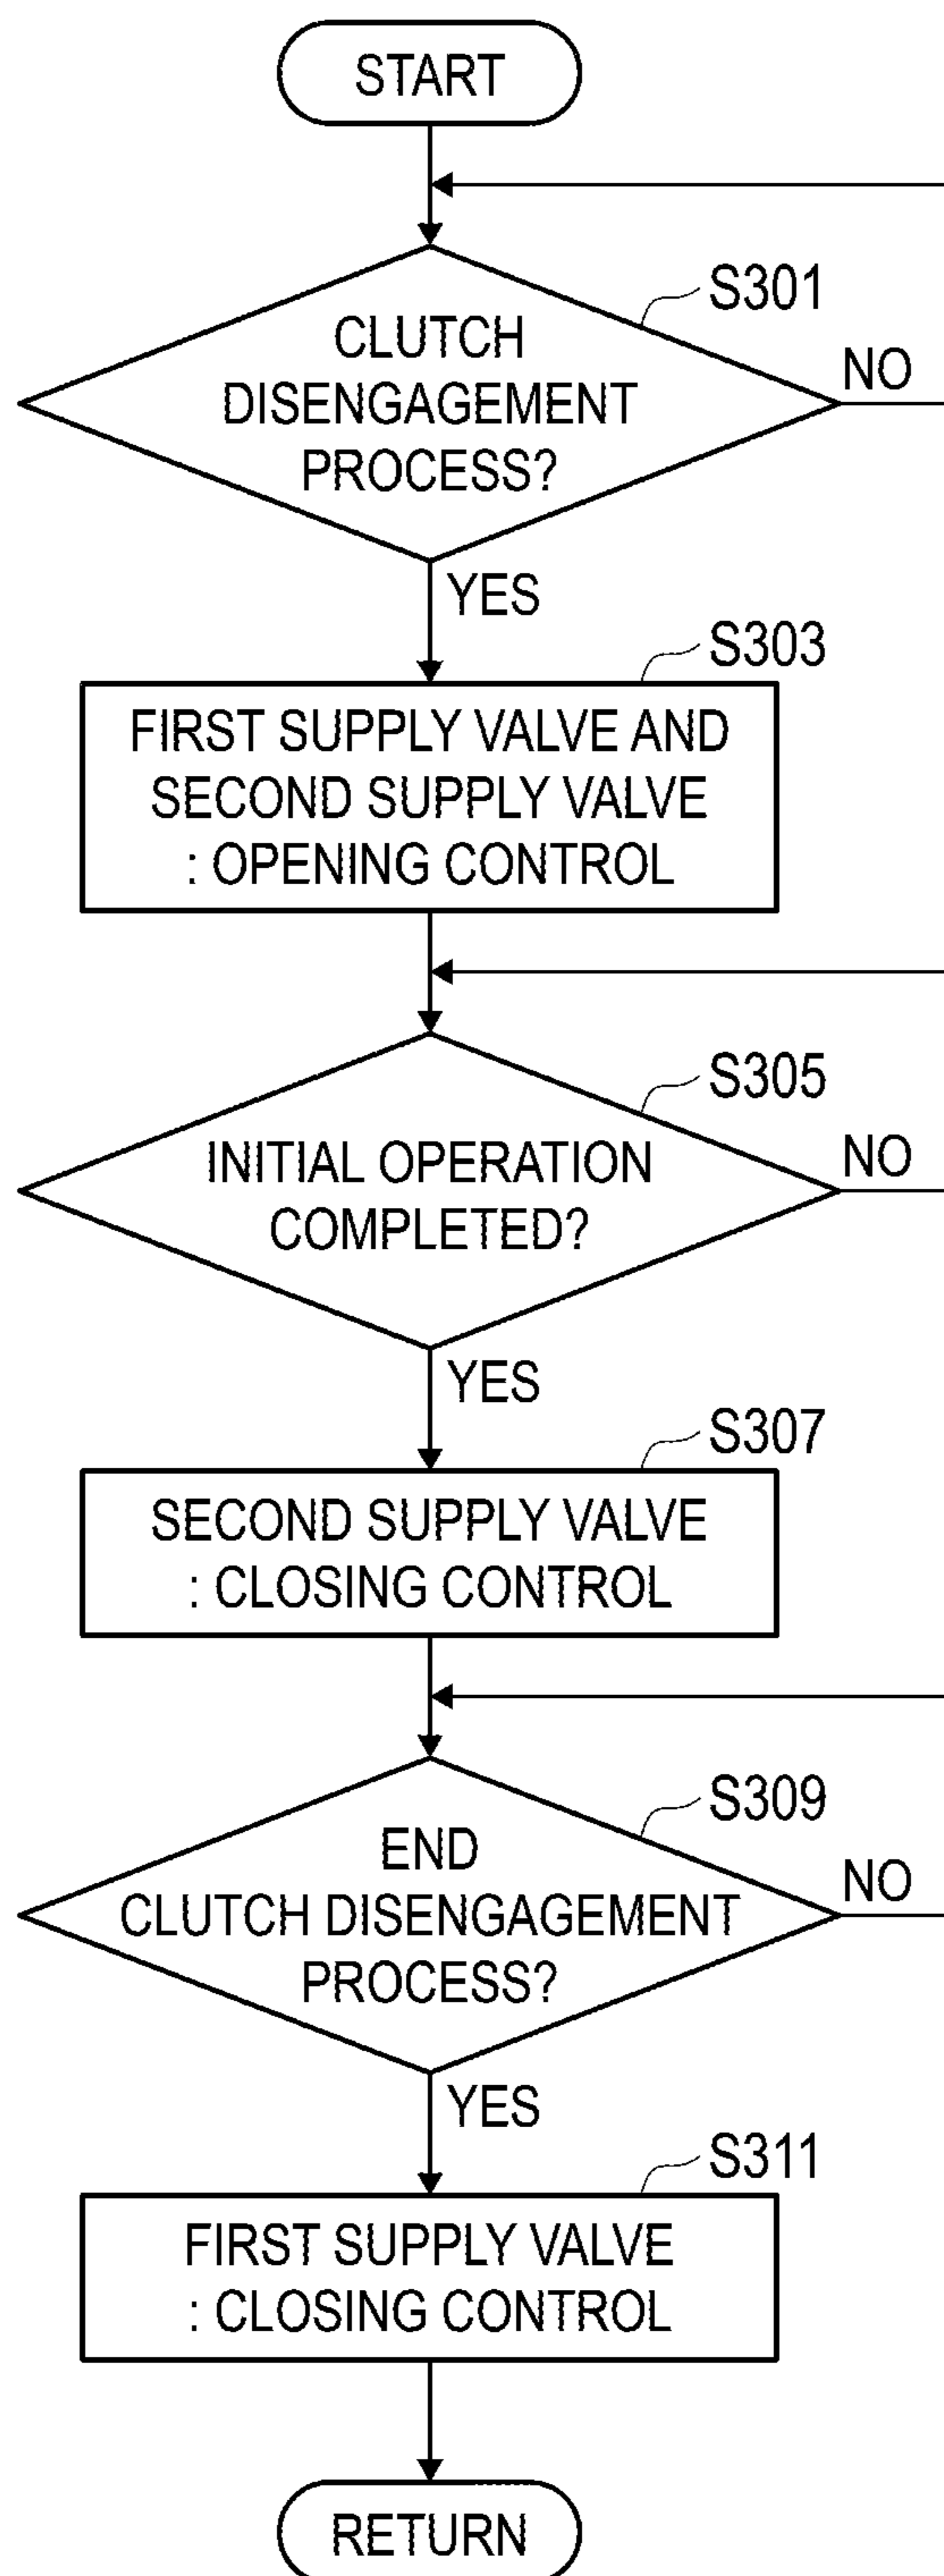 START
S301
CLUTCH
DISENGAGEMENT
PROCESS?
NO
YES
S303
FIRST SUPPLY VALVE AND
SECOND SUPPLY VALVE
: OPENING CONTROL
S305
INITIAL OPERATION
COMPLETED?
NO
YES
S307
SECOND SUPPLY VALVE
: CLOSING CONTROL
S309
END
CLUTCH DISENGAGEMENT
PROCESS?
NO
YES
S311
FIRST SUPPLY VALVE
: CLOSING CONTROL
RETURN